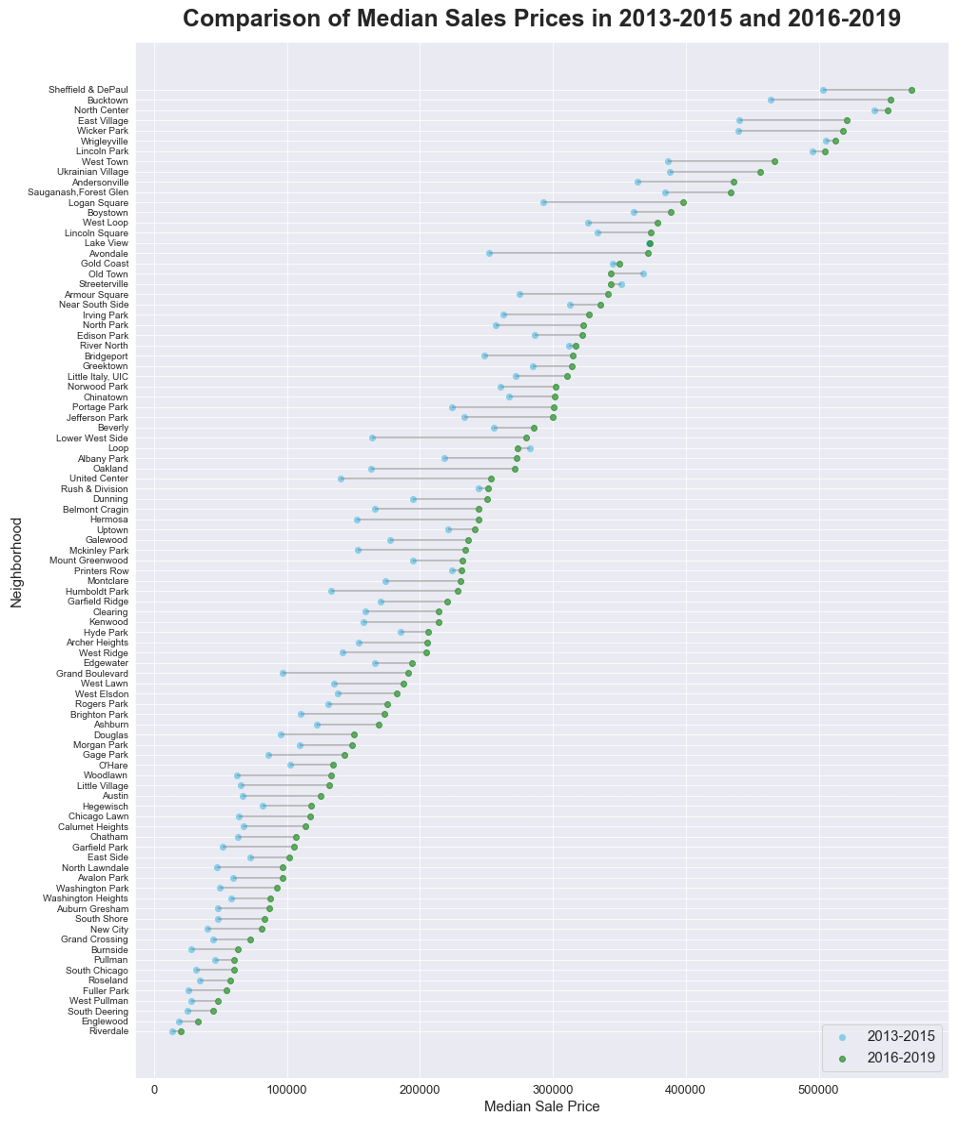 Comparison of Median Sales Prices in 2013-2015 and 2016-2019
Neighborhood
Sheffield & DePaul
Bucktown
North Center
East Village
Wicker Park
Wrigleyville
Lincoln Park
West Town
Ukrainian Village
Andersonville
Sauganash,Forest Glen
Logan Square
Boystown
West Loop
Lincoln Square
Lake View
Avondale
Gold Coast
Old Town
Streeterville
Armour Square
Near South Side
Irving Park
North Park
Edison Park
River North
Bridgeport
Greektown
Little Italy, UIC
Norwood Park
Chinatown
Portage Park
Jefferson Park
Beverly
Lower West Side
Loop
Albany Park
Oakland
United Center
Rush & Division
Dunning
Belmont Cragin
Hermosa
Uptown
Galewood
Mckinley Park
Mount Greenwood
Printers Row
Montclare
Humboldt Park
Garfield Ridge
Clearing
Kenwood
Hyde Park
Archer Heights
West Ridge
Edgewater
Grand Boulevard
West Lawn
West Elsdon
Rogers Park
Brighton Park
Ashburn
Douglas
Morgan Park
Gage Park
O'Hare
Woodlawn
Little Village
Austin
Hegewisch
Chicago Lawn
Calumet Heights
Chatham
Garfield Park
East Side
North Lawndale
Avalon Park
Washington Park
Washington Heights
Auburn Gresham
South Shore
New City
Grand Crossing
Burnside
Pullman
South Chicago
Roseland
Fuller Park
West Pullman
South Deering
Englewood
Riverdale
2013-2015
2016-2019
0 100000 200000 300000 400000 500000
Median Sale Price